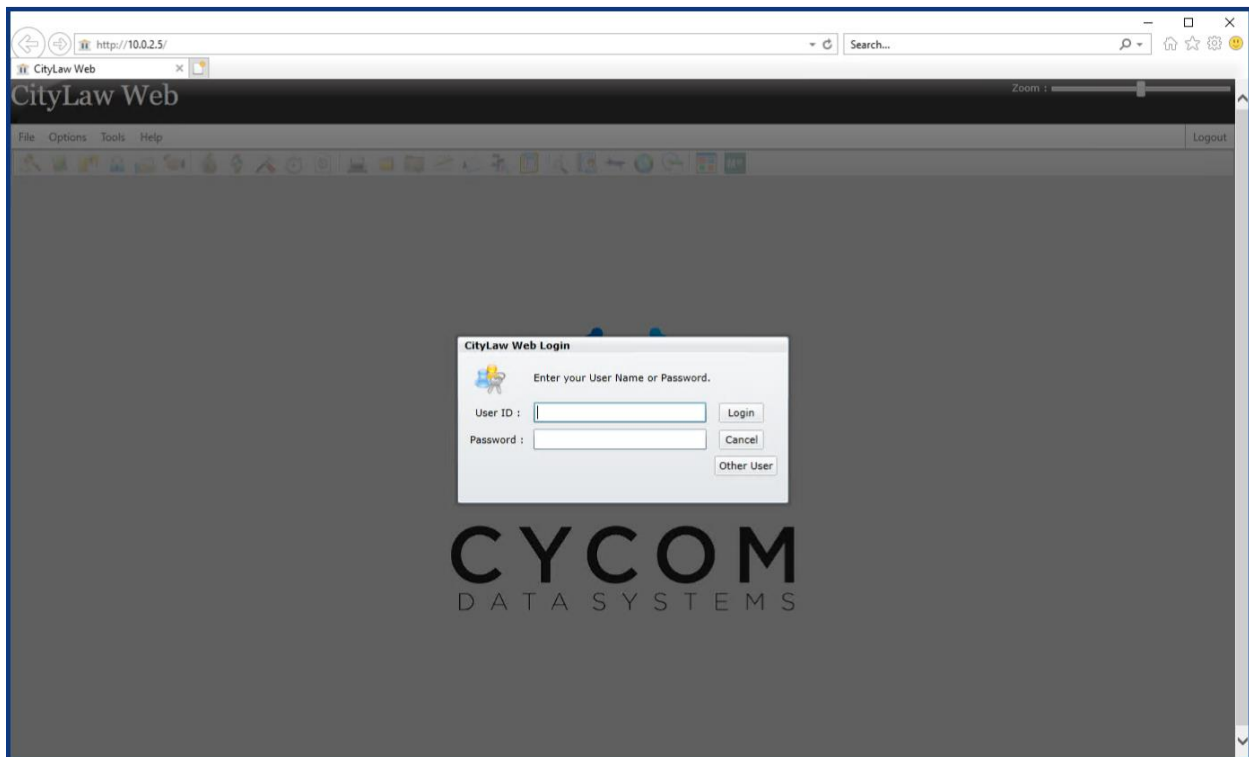 http://10.0.2.5/
Search...
CityLaw Web
CityLaw Web
Zoom :
File Options Tools Help
Logout
CityLaw Web Login
Enter your User Name or Password.
User ID :
Login
Password :
Cancel
Other User
CYCOM
DATA SYSTEMS